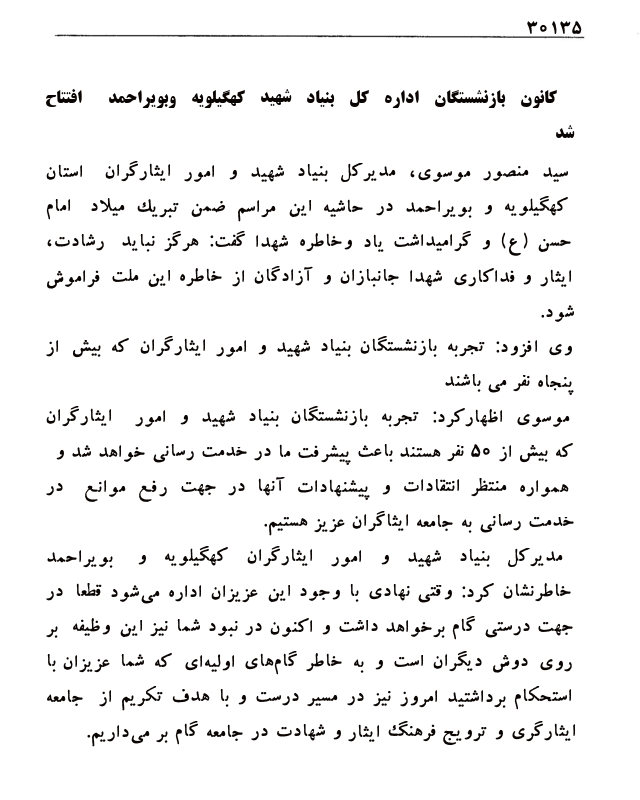 ۳۰۱۳۵
کانون بازنشستگان اداره کل بنیاد شهید کهگیلویه وبویراحمد افتتاح
شد
سید منصور موسوی، مدیرکل بنیاد شهید و امور ایثارگران استان
کهگیلویه و بویراحمد در حاشیه این مراسم ضمن تبریك میلاد امام
حسن (ع) و گرامیداشت یاد وخاطره شهدا گفت: هرگز نباید رشادت،
ایثار و فداکاری شهدا جانبازان و آزادگان از خاطره این ملت فراموش
شود.
وی افزود: تجربه بازنشستگان بنیاد شهید و امور ایثارگران که بیش از
پنجاه نفر می باشند
موسوی اظهارکرد: تجربه بازنشستگان بنیاد شهید و امور ایثارگران
که بیش از ۵۰ نفر هستند باعث پیشرفت ما در خدمت رسانی خواهد شد و
همواره منتظر انتقادات و پیشنهادات آنها در جهت رفع موانع در
خدمت رسانی به جامعه ایثاگران عزیز هستیم.
مدیرکل بنیاد شهید و امور ایثارگران کهگیلویه و بویراحمد
خاطرنشان کرد: وقتی نهادی با وجود این عزیزان اداره می‌شود قطعا در
جهت درستی گام برخواهد داشت و اکنون در نبود شما نیز این وظیفه بر
روی دوش دیگران است و به خاطر گام‌های اولیه‌ای که شما عزیزان با
استحکام برداشتید امروز نیز در مسیر درست و با هدف تکریم از جامعه
ایثارگری و ترویج فرهنگ ایثار و شهادت در جامعه گام بر می‌داریم.